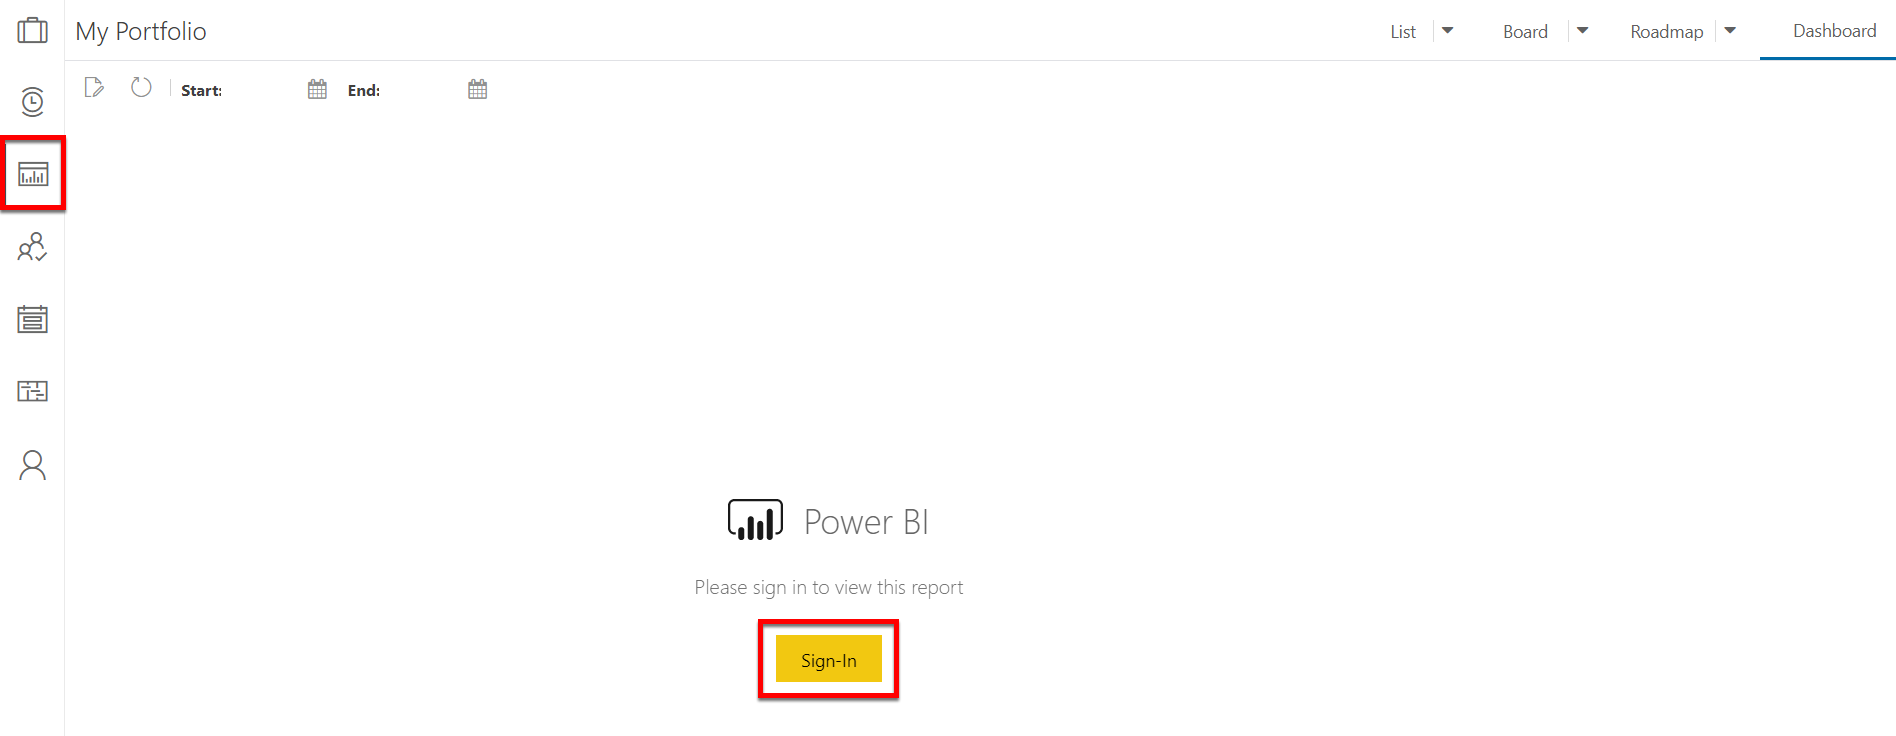 My Portfolio
List
Board
Roadmap
Dashboard
Start:
End:
Power BI
Please sign in to view this report
Sign-In